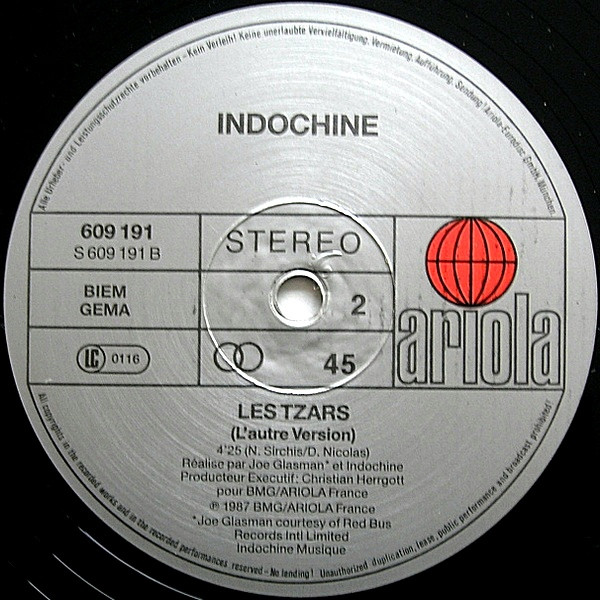 Alle Urheber- und Leistungsschutzrechte vorbehalten – Kein Verleih! Keine unerlaubte Vervielfältigung, Vermietung, Aufführung, Sendung! Ariola-Eurodisc GmbH, München.
INDOCHINE
609 191
S 609 191 B
STEREO
BIEM
GEMA
2
LC 0116
45
ariola
LES TZARS
(L'autre Version)
4'25 (N. Sirchis/D. Nicolas)
Réalise par Joe Glasman* et Indochine
Producteur Executif: Christian Herrgott
pour BMG/ARIOLA France
℗ 1987 BMG/ARIOLA France
*Joe Glasman courtesy of Red Bus
Records Intl Limited
Indochine Musique
All copyrights in the recorded works and in the recorded performances reserved – No lending! Unauthorized duplication, lease, public performance and broadcast prohibited!